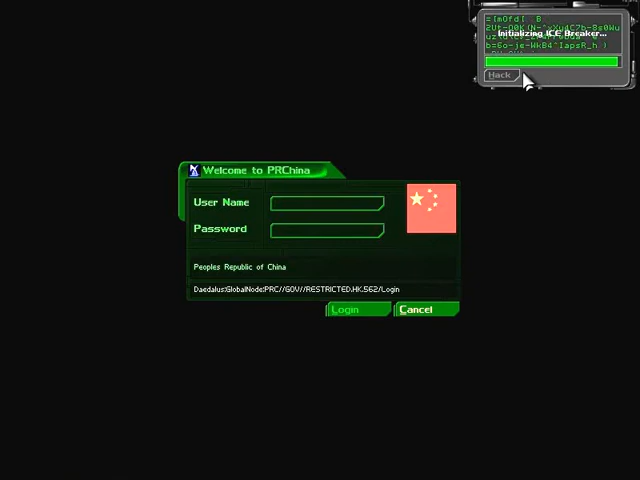 Initializing ICE Breaker...
Hack
Welcome to PRChina
User Name
Password
Peoples Republic of China
Daedalus:GlobalNode:PRC//GOV//RESTRICTED.HK.562/Login
Login
Cancel